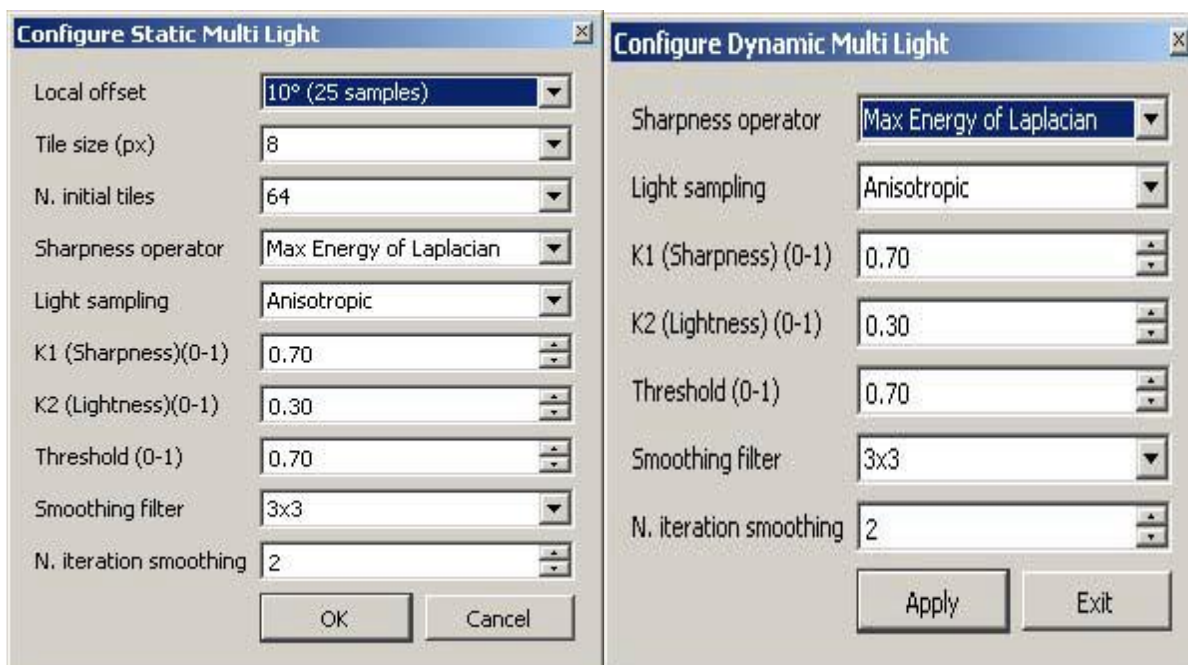 Configure Static Multi Light
Local offset 10° (25 samples)
Tile size (px) 8
N. initial tiles 64
Sharpness operator Max Energy of Laplacian
Light sampling Anisotropic
K1 (Sharpness)(0-1) 0.70
K2 (Lightness)(0-1) 0.30
Threshold (0-1) 0.70
Smoothing filter 3x3
N. iteration smoothing 2
OK Cancel
Configure Dynamic Multi Light
Sharpness operator Max Energy of Laplacian
Light sampling Anisotropic
K1 (Sharpness) (0-1) 0.70
K2 (Lightness) (0-1) 0.30
Threshold (0-1) 0.70
Smoothing filter 3x3
N. iteration smoothing 2
Apply Exit